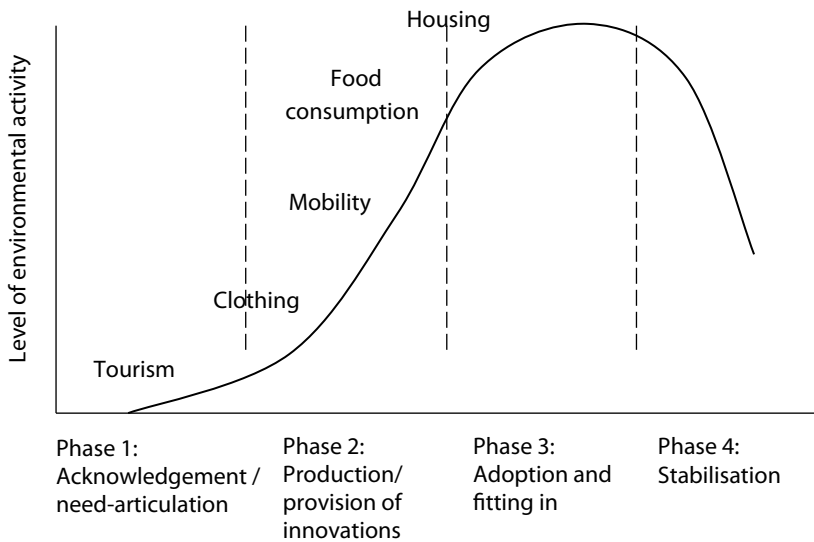 Housing
Food
consumption
Mobility
Clothing
Tourism
Level of environmental activity
Phase 1:
Acknowledgement /
need-articulation
Phase 2:
Production/
provision of
innovations
Phase 3:
Adoption and
fitting in
Phase 4:
Stabilisation